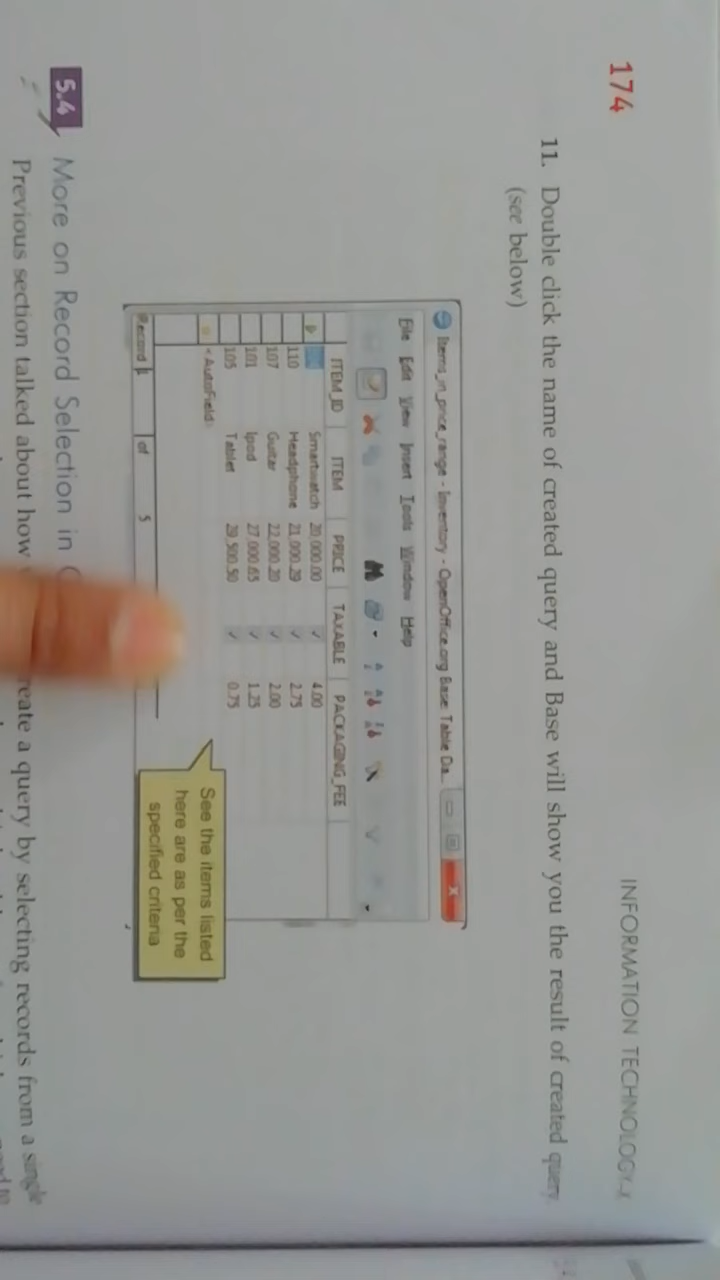 174
INFORMATION TECHNOLOGY-X
11. Double click the name of created query and Base will show you the result of created query
(see below)
Items_in_price_range - Inventory - OpenOffice.org Base: Table Da...
File Edit View Insert Tools Window Help
ITEM_ID ITEM PRICE TAXABLE PACKAGING_FEE
Smartwatch 20,000.00 ✓ 4.00
110 Headphone 21,000.29 ✓ 2.75
107 Guitar 22,000.20 ✓ 2.00
101 Ipod 27,000.65 ✓ 1.25
105 Tablet 29,500.50 ✓ 0.75
<AutoField>
Record 1 of 5
See the items listed
here are as per the
specified criteria
5.4 More on Record Selection in
Previous section talked about how create a query by selecting records from a single